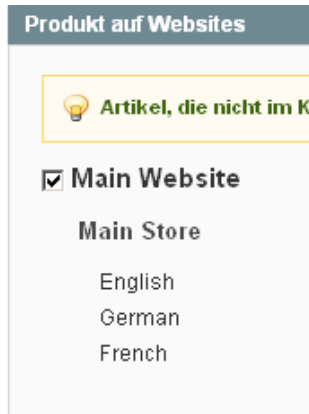 Produkt auf Websites
Artikel, die nicht im
Main Website
Main Store
English
German
French